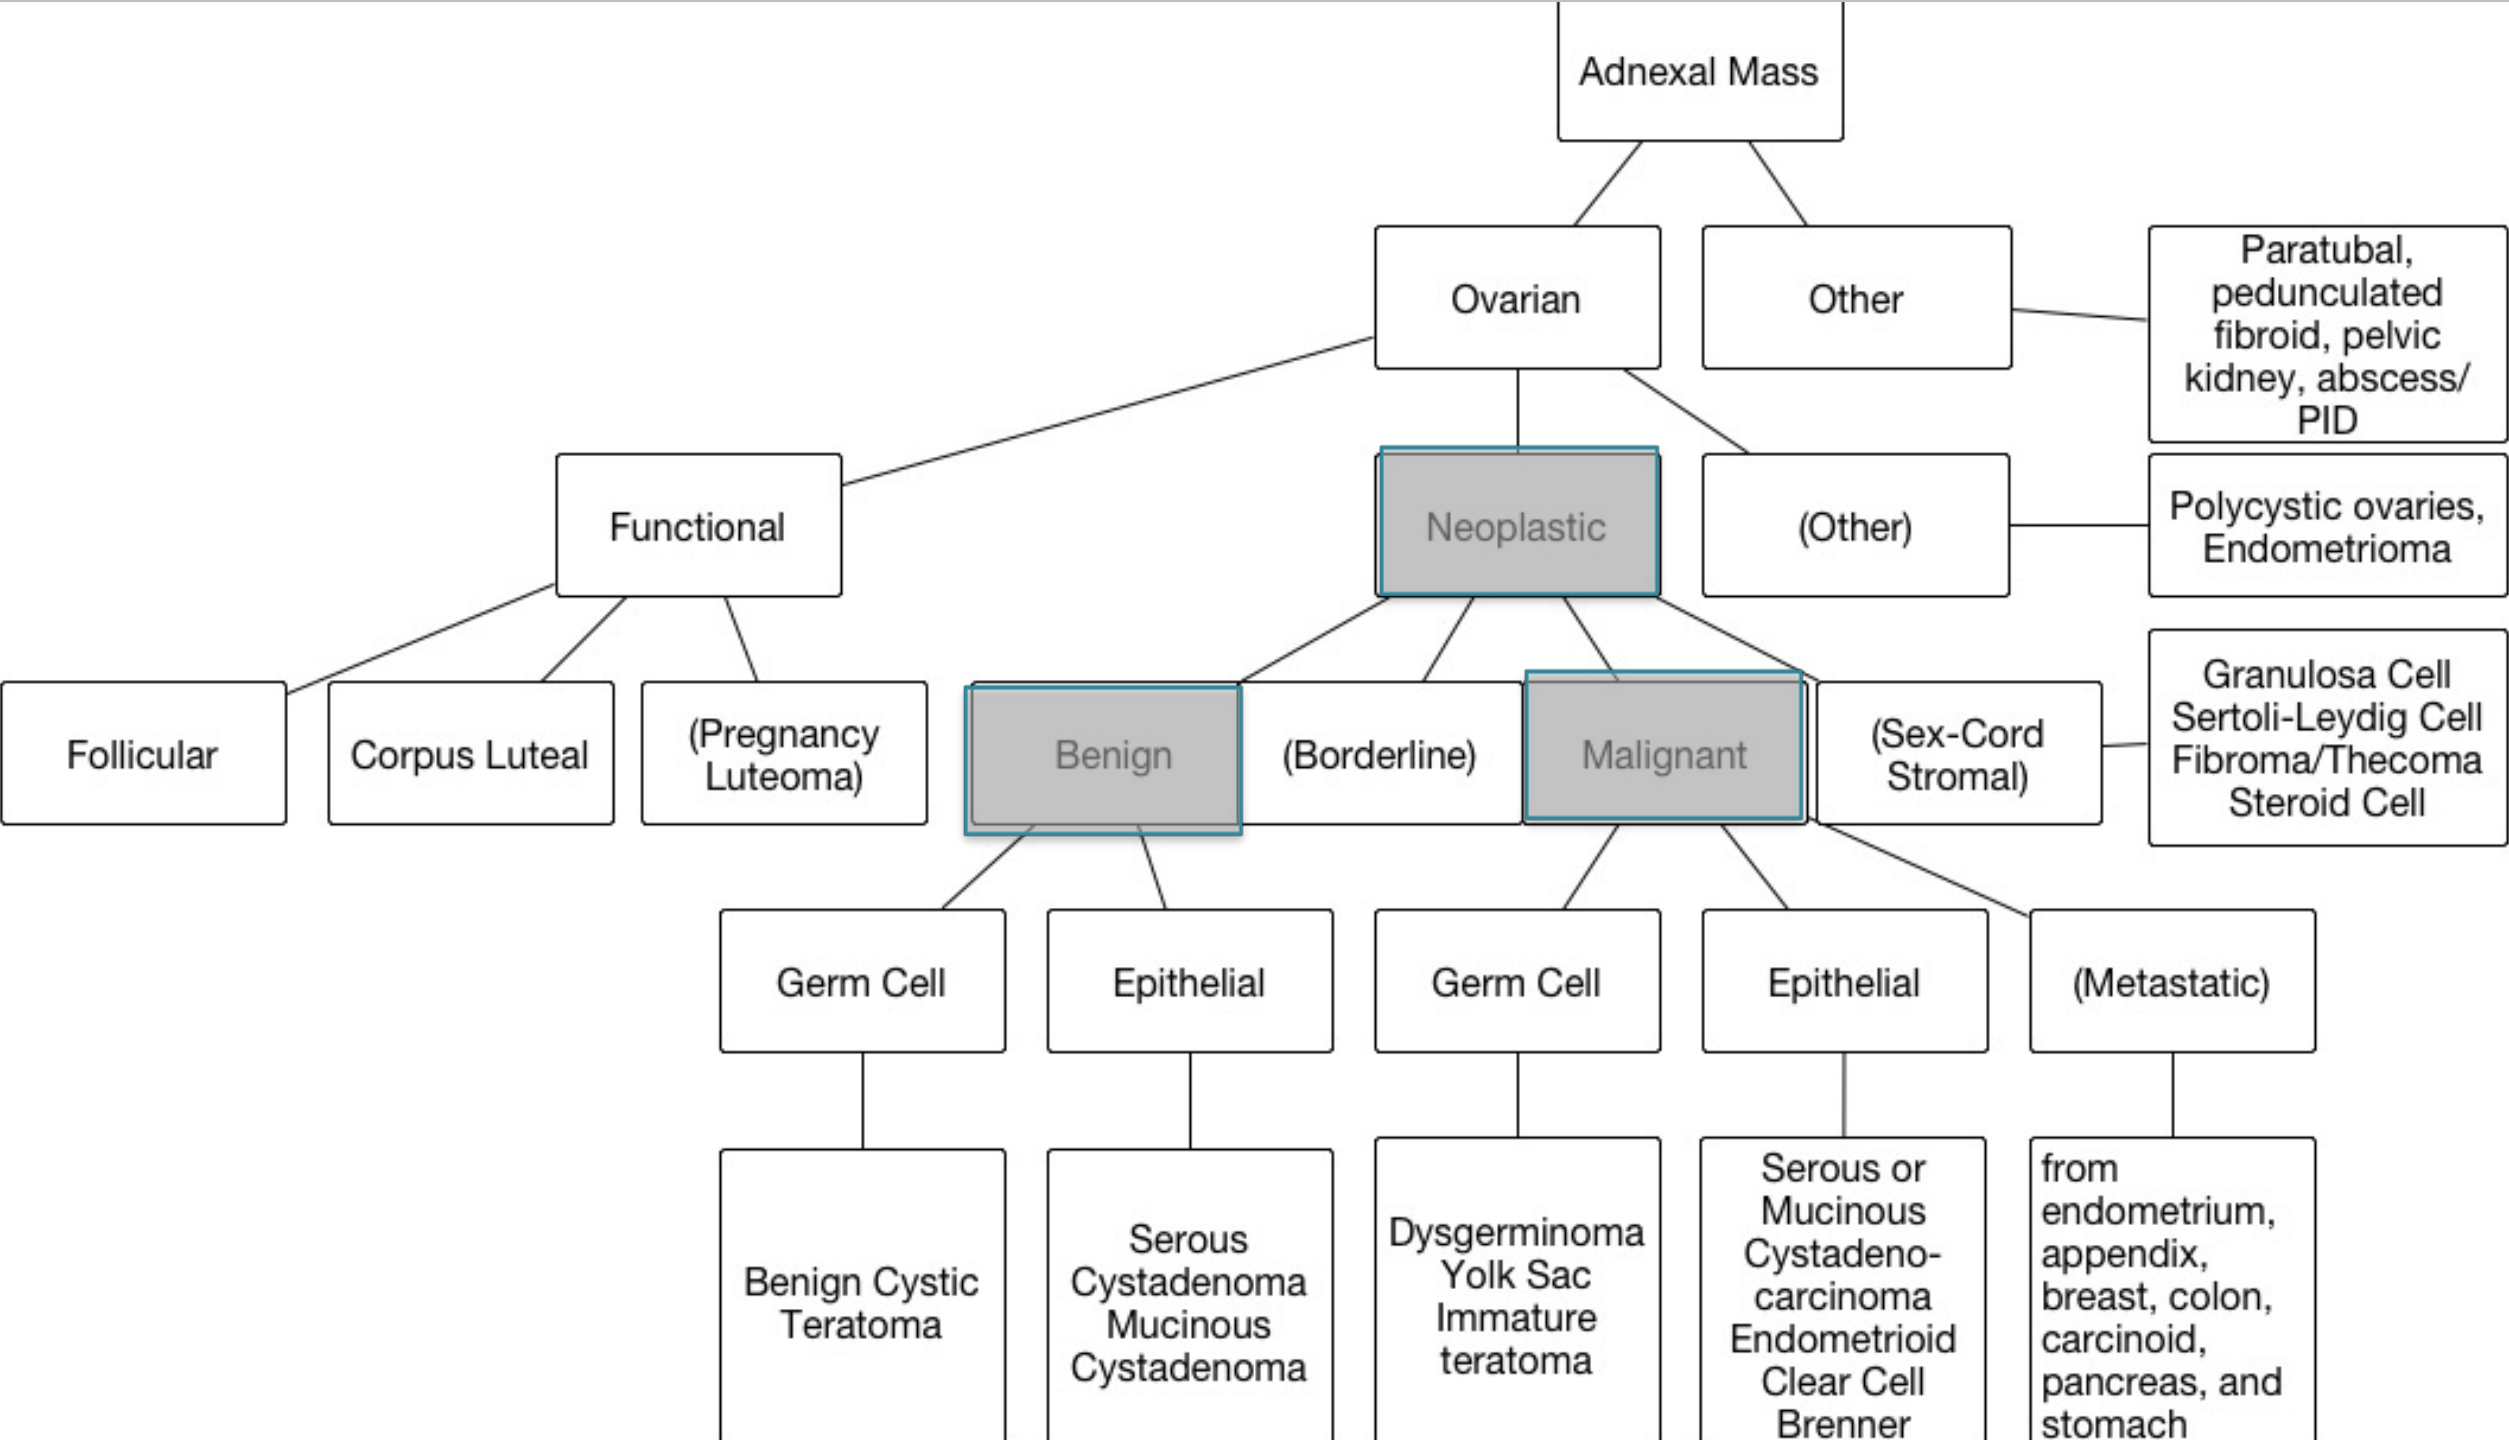 Adnexal Mass
Ovarian
Other
Paratubal,
pedunculated
fibroid, pelvic
kidney, abscess/
PID
Functional
Neoplastic
(Other)
Polycystic ovaries,
Endometrioma
Follicular
Corpus Luteal
(Pregnancy
Luteoma)
Benign
(Borderline)
Malignant
(Sex-Cord
Stromal)
Granulosa Cell
Sertoli-Leydig Cell
Fibroma/Thecoma
Steroid Cell
Germ Cell
Epithelial
Germ Cell
Epithelial
(Metastatic)
Benign Cystic
Teratoma
Serous
Cystadenoma
Mucinous
Cystadenoma
Dysgerminoma
Yolk Sac
Immature
teratoma
Serous or
Mucinous
Cystadeno-
carcinoma
Endometrioid
Clear Cell
Brenner
from
endometrium,
appendix,
breast, colon,
carcinoid,
pancreas, and
stomach